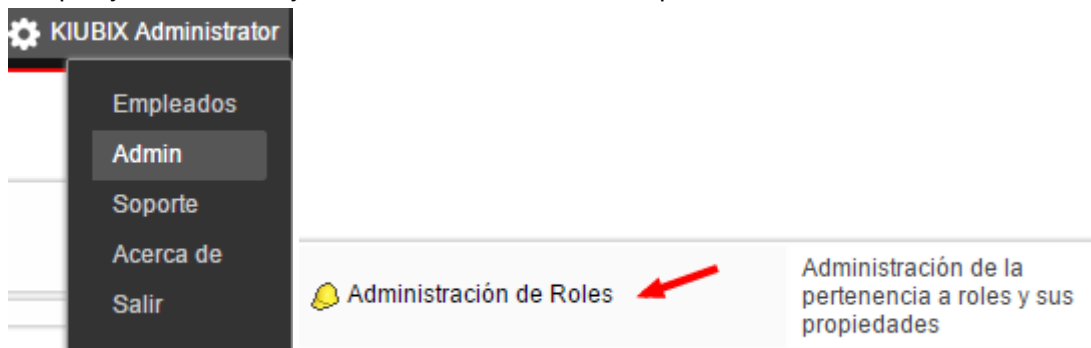 KIUBIX Administrator
Empleados
Admin
Soporte
Acerca de
Salir
Administración de Roles
Administración de la
pertenencia a roles y sus
propiedades